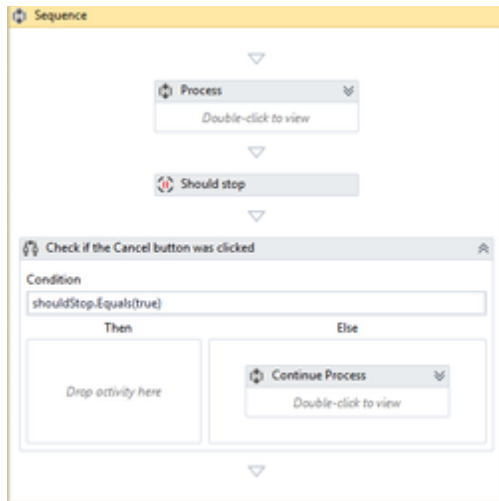 Sequence
Process
Double-click to view
Should stop
Check if the Cancel button was clicked
Condition
shouldStop.Equals(true)
Then
Else
Drop activity here
Continue Process
Double-click to view